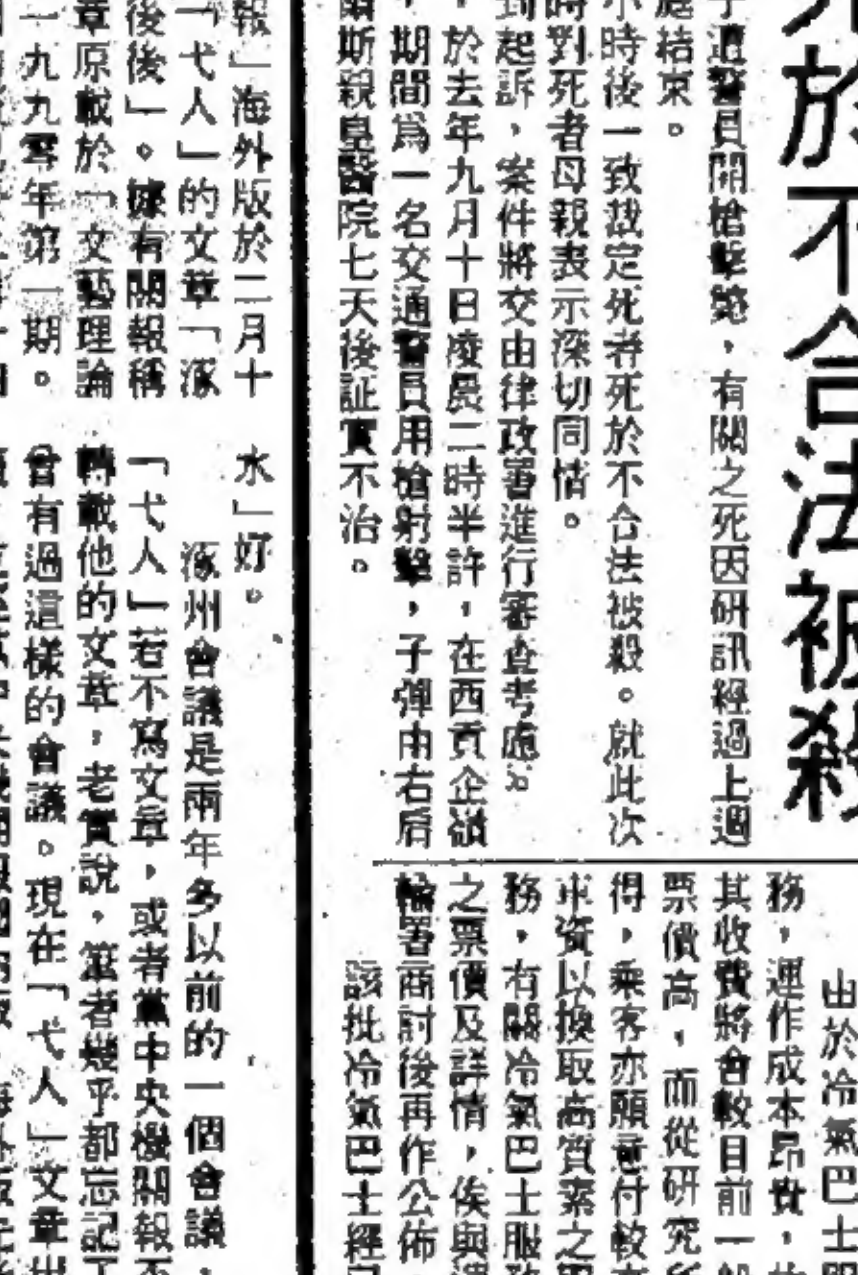 死於不合法被殺
子遭警員開槍擊斃，有關之死因研訊經過上週
庭結束。
小時後一致裁定死者死於不合法被殺。就此次
時對死者母親表示深切同情。
到起訴，案件將交由律政署進行審查考慮。
，於去年九月十日凌晨二時半許，在西貢企嶺
，期間爲一名交通警員用槍射擊，子彈由右肩
爾斯親皇醫院七天後証實不治。
由於冷氣巴士服
務，運作成本昂貴，故
其收費將會較目前一般
票價高，而從研究所
得，乘客亦願意付較高
車資以換取高質素之服
務，有關冷氣巴士服務
之票價及詳情，俟與運
輸署商討後再作公佈，
該批冷氣巴士經已
報」海外版於二月十
「弋人」的文章「涿
後後」。據有關報稱
章原載於「文藝理論
一九九零年第一期。
水」好。
涿州會議是兩年多以前的一個會議，
「弋人」若不寫文章，或者黨中央機關報不
轉載他的文章，老實說，筆者幾乎都忘記了
會有過這樣的會議。現在「弋人」文章出